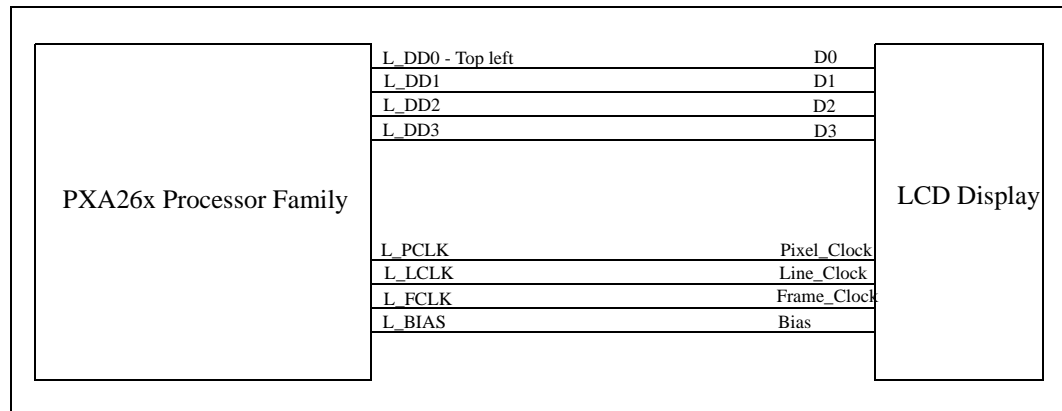 L_DD0 - Top left D0
L_DD1 D1
L_DD2 D2
L_DD3 D3
PXA26x Processor Family
LCD Display
L_PCLK Pixel_Clock
L_LCLK Line_Clock
L_FCLK Frame_Clock
L_BIAS Bias